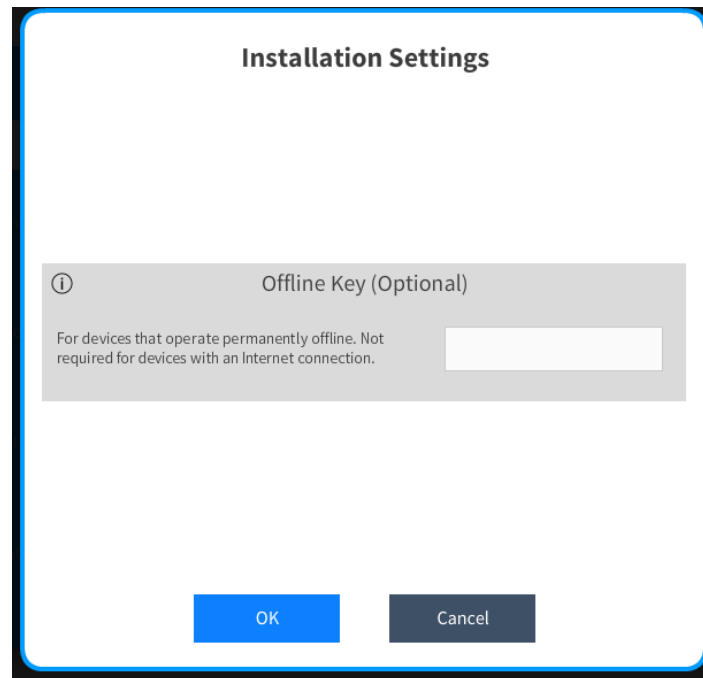 Installation Settings
Offline Key (Optional)
For devices that operate permanently offline. Not
required for devices with an Internet connection.
OK
Cancel